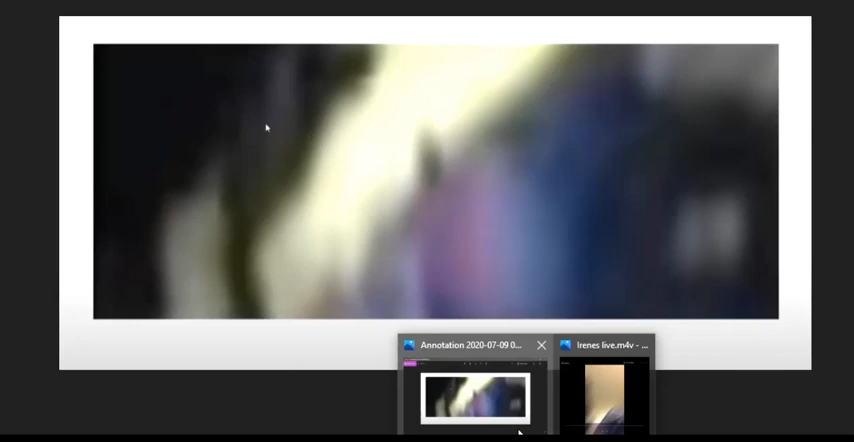 Annotation 2020-07-09 0...
Irenes live.m4v - ...